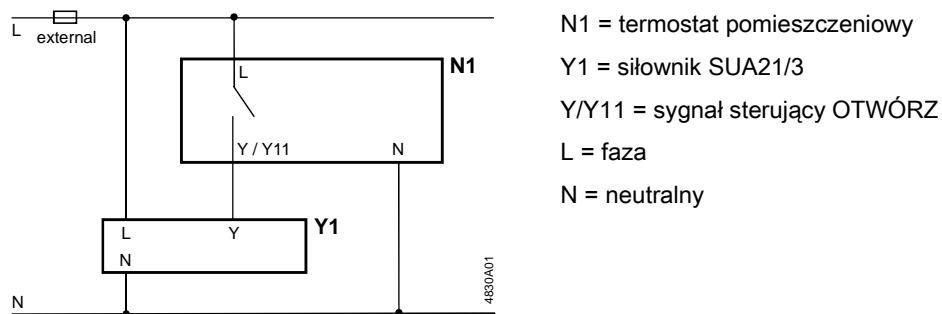 L
external
L
N1
Y / Y11
N
L
Y
Y1
N
N
4830A01
N1 = termostat pomieszczeniowy
Y1 = siłownik SUA21/3
Y/Y11 = sygnał sterujący OTWÓRZ
L = faza
N = neutralny